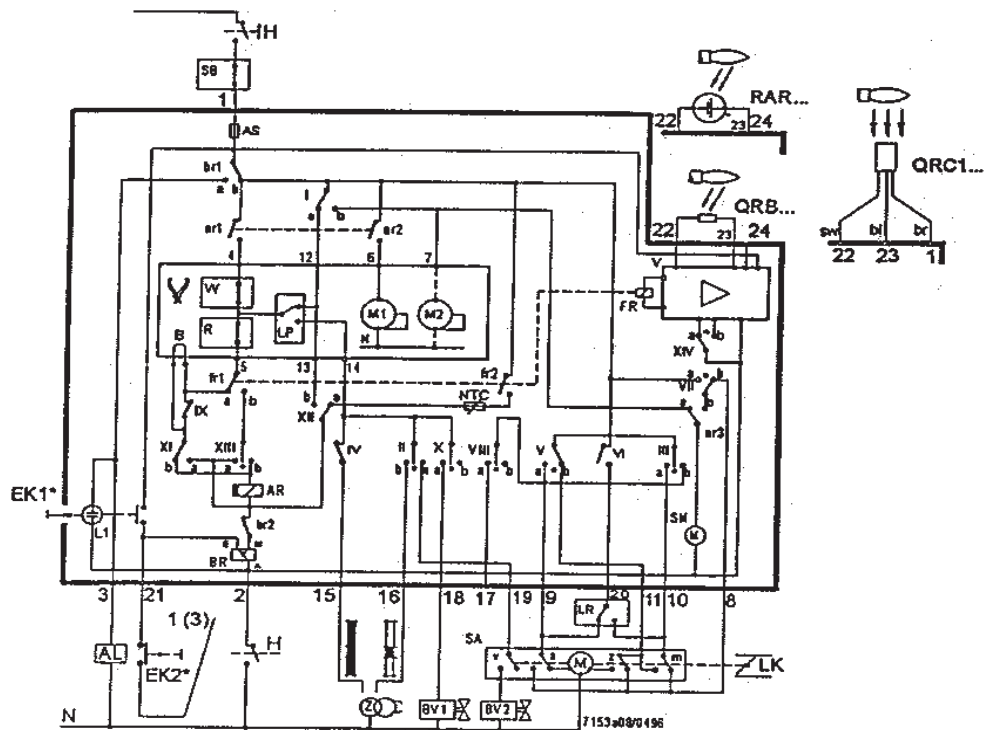 H
SB
1
AS
br1
a b
I
a b
ar1
ar2
4
12
6
7
W
R
LP
M1
M2
N
B
5
13
14
fr1
a b
fr2
NTC
b a
XII
IX
XI
XIII
b a a b
IV
II
X
VIII
V
VI
III
b a a b a b a b a b
AR
br2
BR
EK1*
L1
RAR...
22 23 24
QRB...
22 23 24
V
FR
a b
XIV
VII
a b
ar3
SM
M
QRC1...
sw bl br
22 23 1
3 21 2 15 16 18 17 19 9 20 11 10 8
1 (3)
AL
EK2*
H
LR
SA
v a M z m
LK
Z
BV1
BV2
N
7153a08/0496